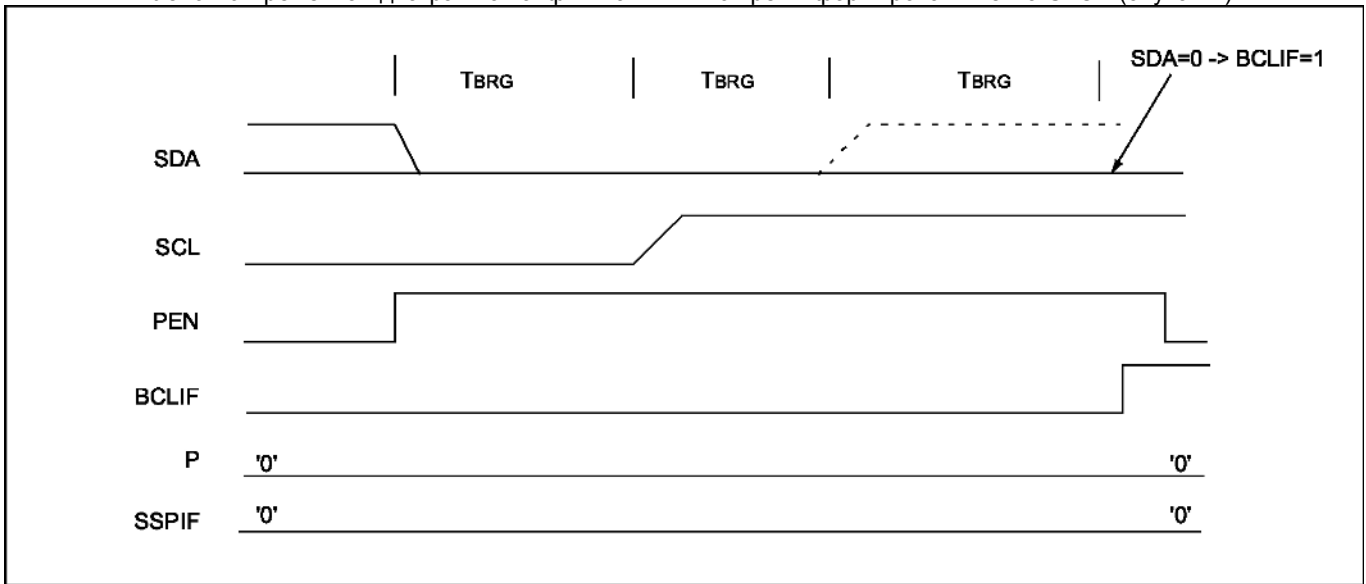 SDA=0 -> BCLIF=1
TBRG TBRG TBRG
SDA
SCL
PEN
BCLIF
P '0' '0'
SSPIF '0' '0'